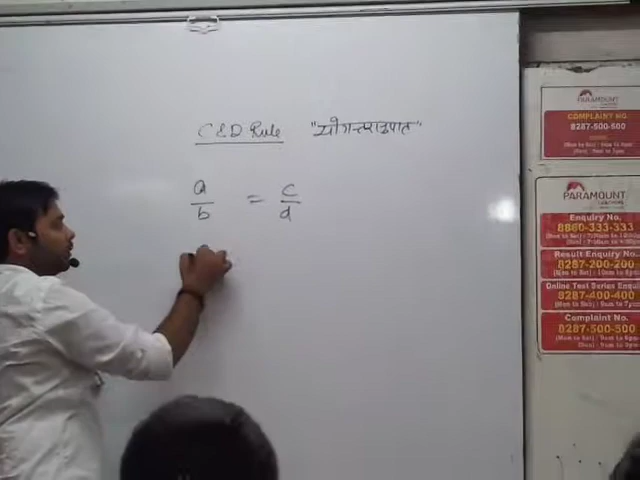 C&D Rule "योगान्तरानुपात"
a/b = c/d
PARAMOUNT
COMPLAINT NO
8287-500-500
PARAMOUNT
Enquiry No.
8860-333-333
Result Enquiry No.
8287-200-200
Online Test Series Enqui
8287-400-400
Complaint No.
8287-500-500